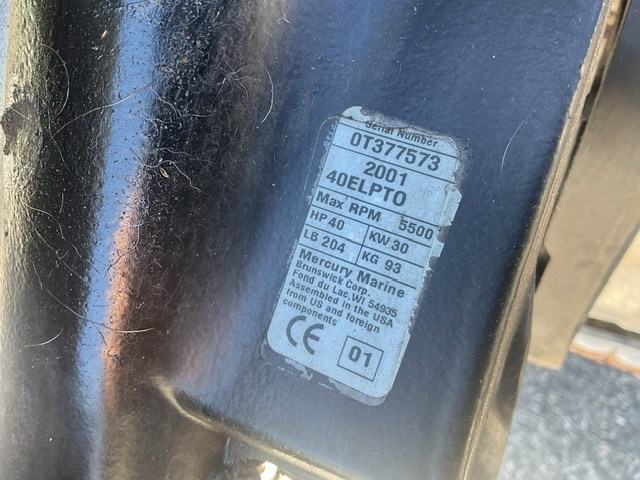 Serial Number
0T377573
2001
40ELPTO
Max RPM 5500
HP 40 KW 30
LB 204 KG 93
Mercury Marine
Brunswick Corp.
Fond du Lac, WI 54935
Assembled in the USA
from US and foreign
components
CE 01